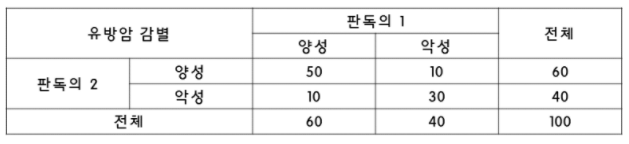 유방암 감별 판독의 1 전체
양성 악성
판독의 2 양성 50 10 60
악성 10 30 40
전체 60 40 100